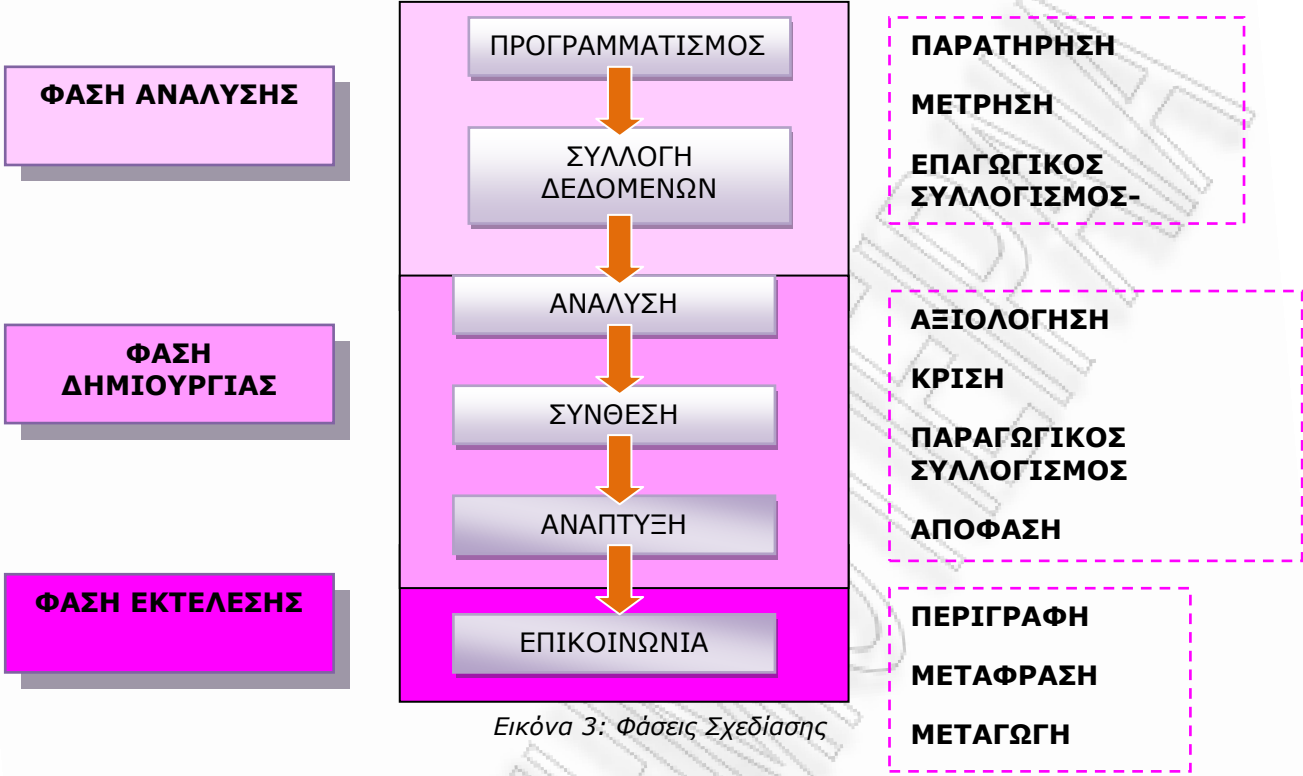 ΦΑΣΗ ΑΝΑΛΥΣΗΣ
ΠΡΟΓΡΑΜΜΑΤΙΣΜΟΣ
ΣΥΛΛΟΓΗ
ΔΕΔΟΜΕΝΩΝ
ΠΑΡΑΤΗΡΗΣΗ
ΜΕΤΡΗΣΗ
ΕΠΑΓΩΓΙΚΟΣ
ΣΥΛΛΟΓΙΣΜΟΣ-
ΦΑΣΗ
ΔΗΜΙΟΥΡΓΙΑΣ
ΑΝΑΛΥΣΗ
ΣΥΝΘΕΣΗ
ΑΝΑΠΤΥΞΗ
ΑΞΙΟΛΟΓΗΣΗ
ΚΡΙΣΗ
ΠΑΡΑΓΩΓΙΚΟΣ
ΣΥΛΛΟΓΙΣΜΟΣ
ΑΠΟΦΑΣΗ
ΦΑΣΗ ΕΚΤΕΛΕΣΗΣ
ΕΠΙΚΟΙΝΩΝΙΑ
ΠΕΡΙΓΡΑΦΗ
ΜΕΤΑΦΡΑΣΗ
ΜΕΤΑΓΩΓΗ
Εικόνα 3: Φάσεις Σχεδίασης